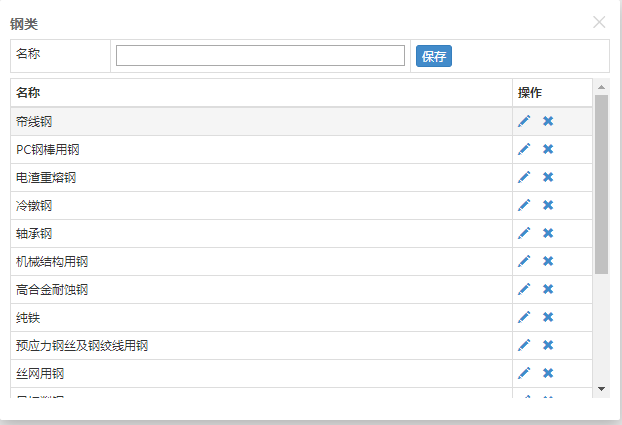 钢类
名称
保存
名称 操作
帘线钢
PC钢棒用钢
电渣重熔钢
冷镦钢
轴承钢
机械结构用钢
高合金耐蚀钢
纯铁
预应力钢丝及钢绞线用钢
丝网用钢